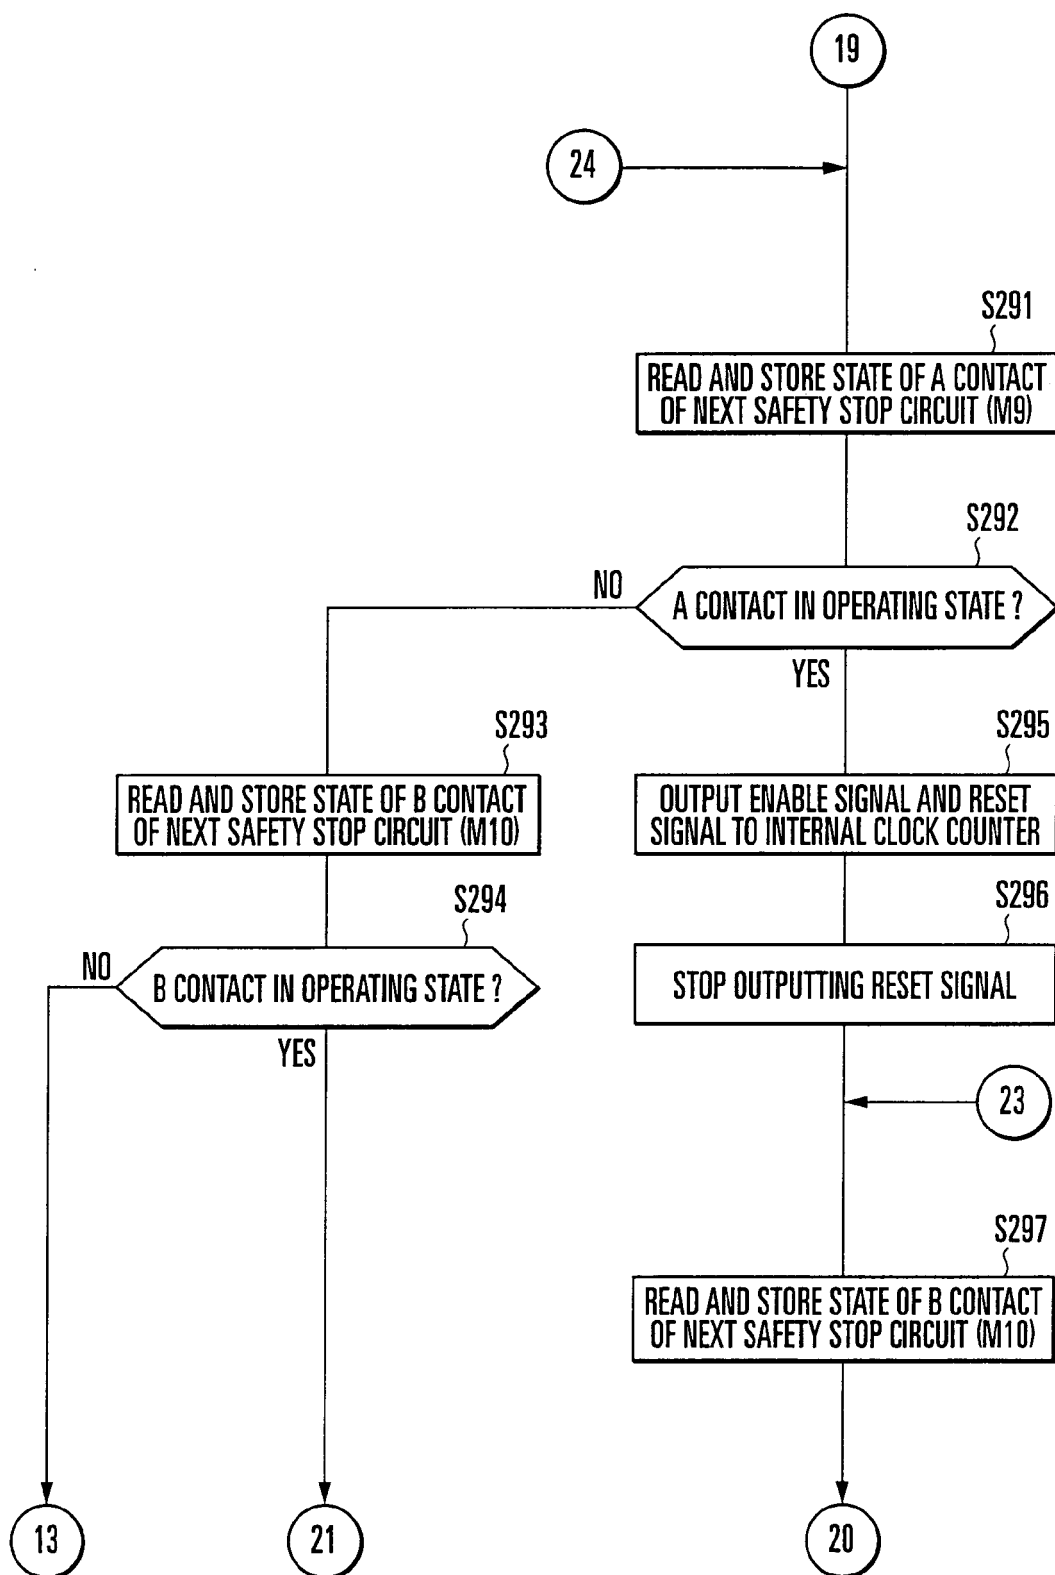 19
24
S291
READ AND STORE STATE OF A CONTACT
OF NEXT SAFETY STOP CIRCUIT (M9)
S292
NO
A CONTACT IN OPERATING STATE ?
YES
S293
READ AND STORE STATE OF B CONTACT
OF NEXT SAFETY STOP CIRCUIT (M10)
S295
OUTPUT ENABLE SIGNAL AND RESET
SIGNAL TO INTERNAL CLOCK COUNTER
S294
NO
B CONTACT IN OPERATING STATE ?
YES
S296
STOP OUTPUTTING RESET SIGNAL
23
S297
READ AND STORE STATE OF B CONTACT
OF NEXT SAFETY STOP CIRCUIT (M10)
13
21
20